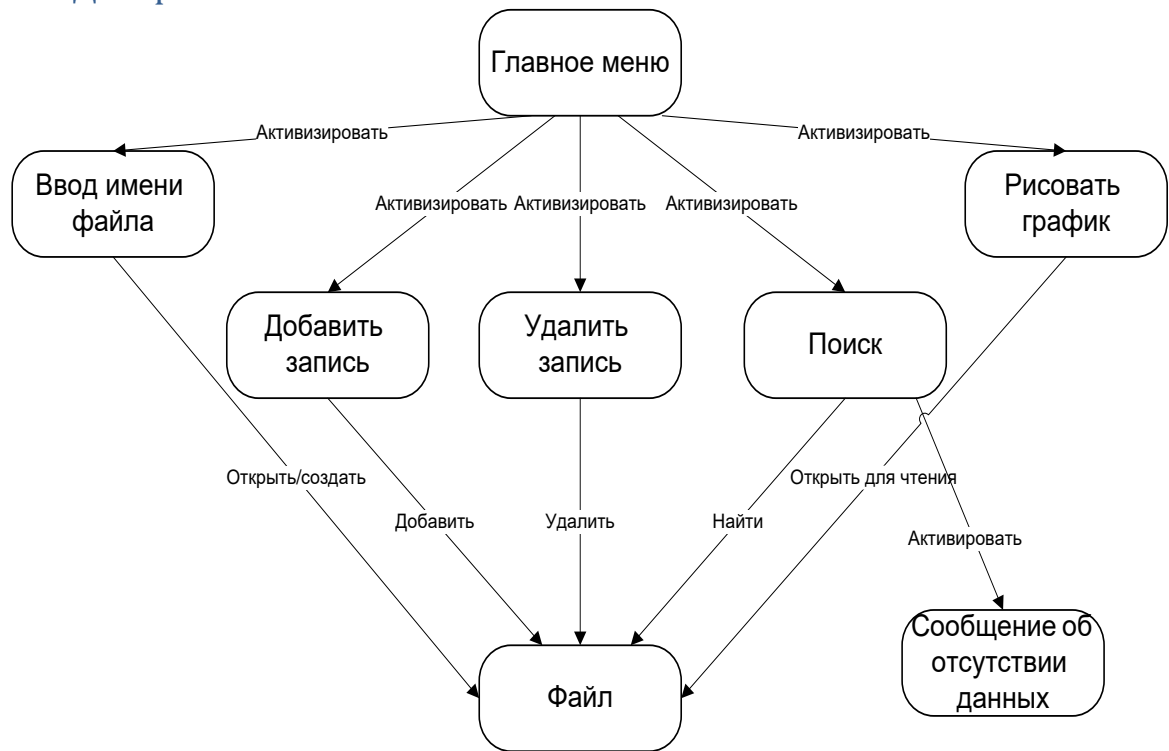 Главное меню
Активизировать
Активизировать
Ввод имени
файла
Рисовать
график
Активизировать
Активизировать
Активизировать
Добавить
запись
Удалить
запись
Поиск
Открыть/создать
Открыть для чтения
Добавить
Удалить
Найти
Активировать
Сообщение об
отсутствии
данных
Файл